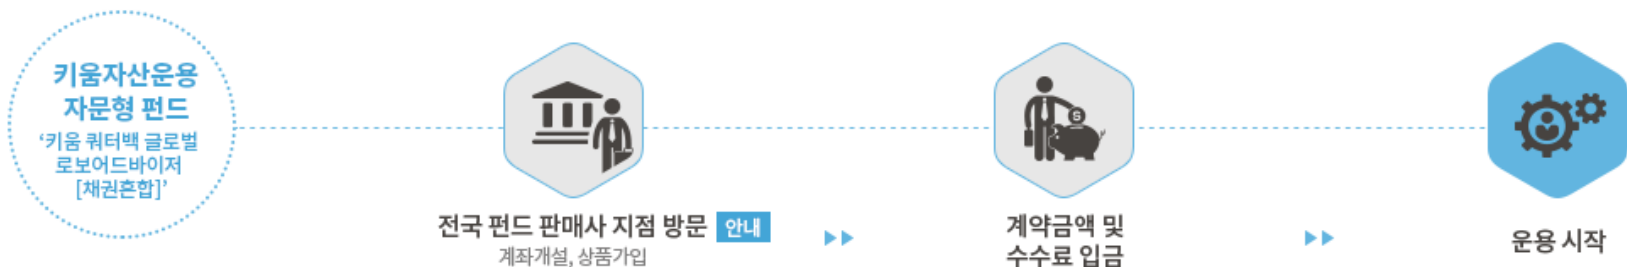 키움자산운용
자문형 펀드
‘키움 쿼터백 글로벌
로보어드바이저
[채권혼합]’
전국 펀드 판매사 지점 방문 안내
계좌개설, 상품가입
계약금액 및
수수료 입금
운용 시작